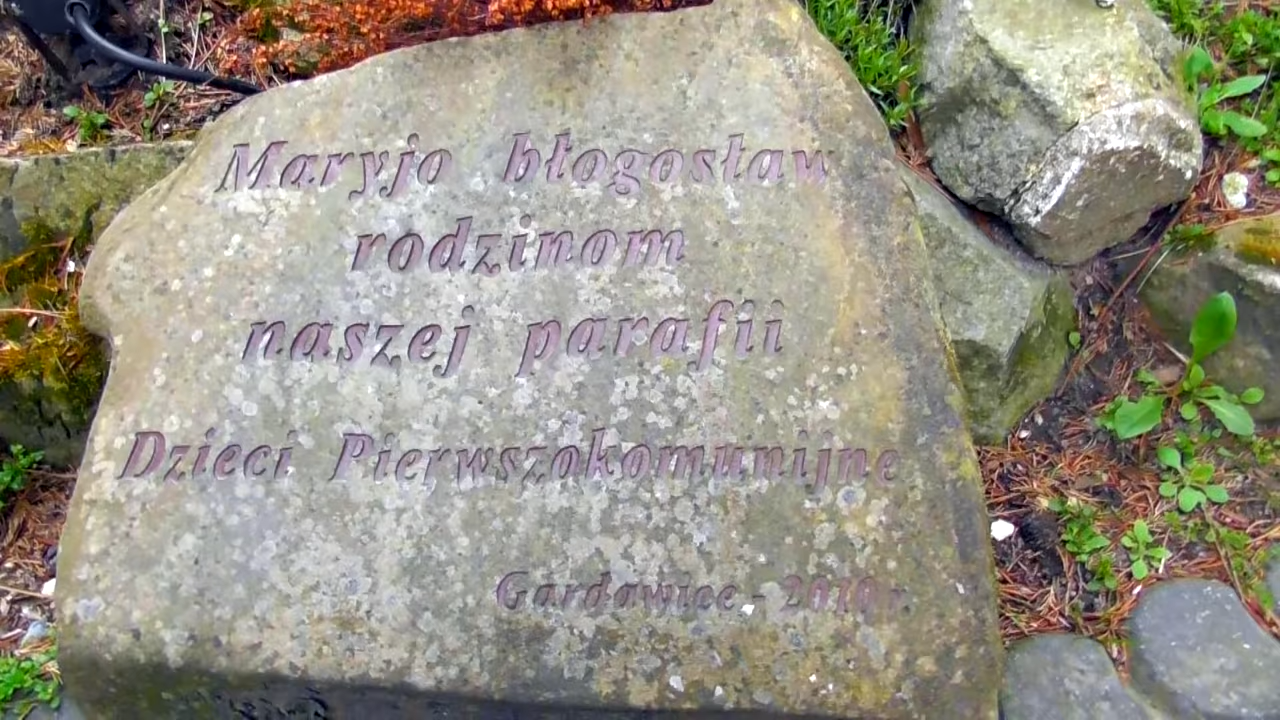 Maryjo błogosław
rodzinom
naszej parafii
Dzieci Pierwszokomunijne
Gardawice - 2010 r.